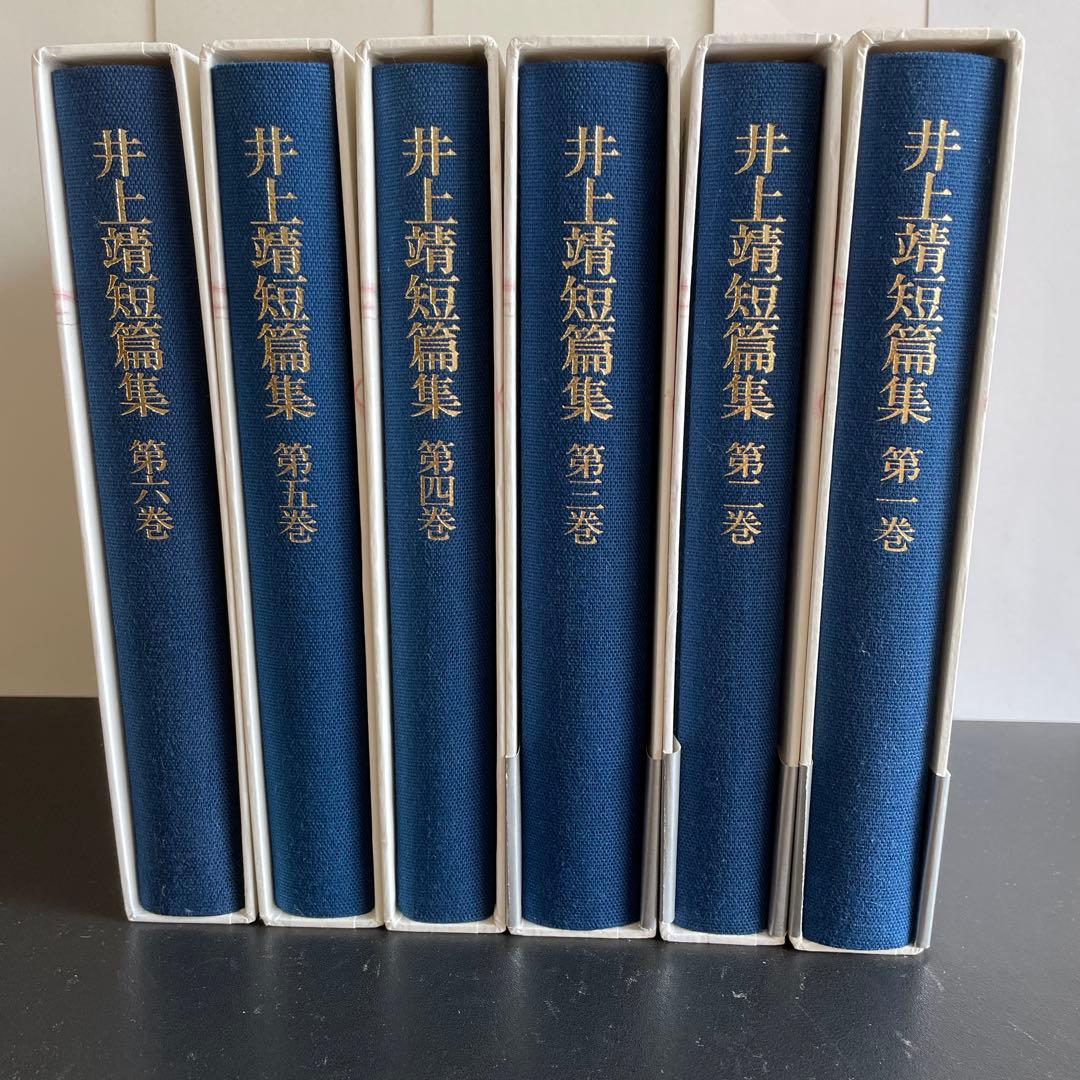 井上靖短篇集 第一巻
井上靖短篇集 第二巻
井上靖短篇集 第三巻
井上靖短篇集 第四巻
井上靖短篇集 第五巻
井上靖短篇集 第六巻